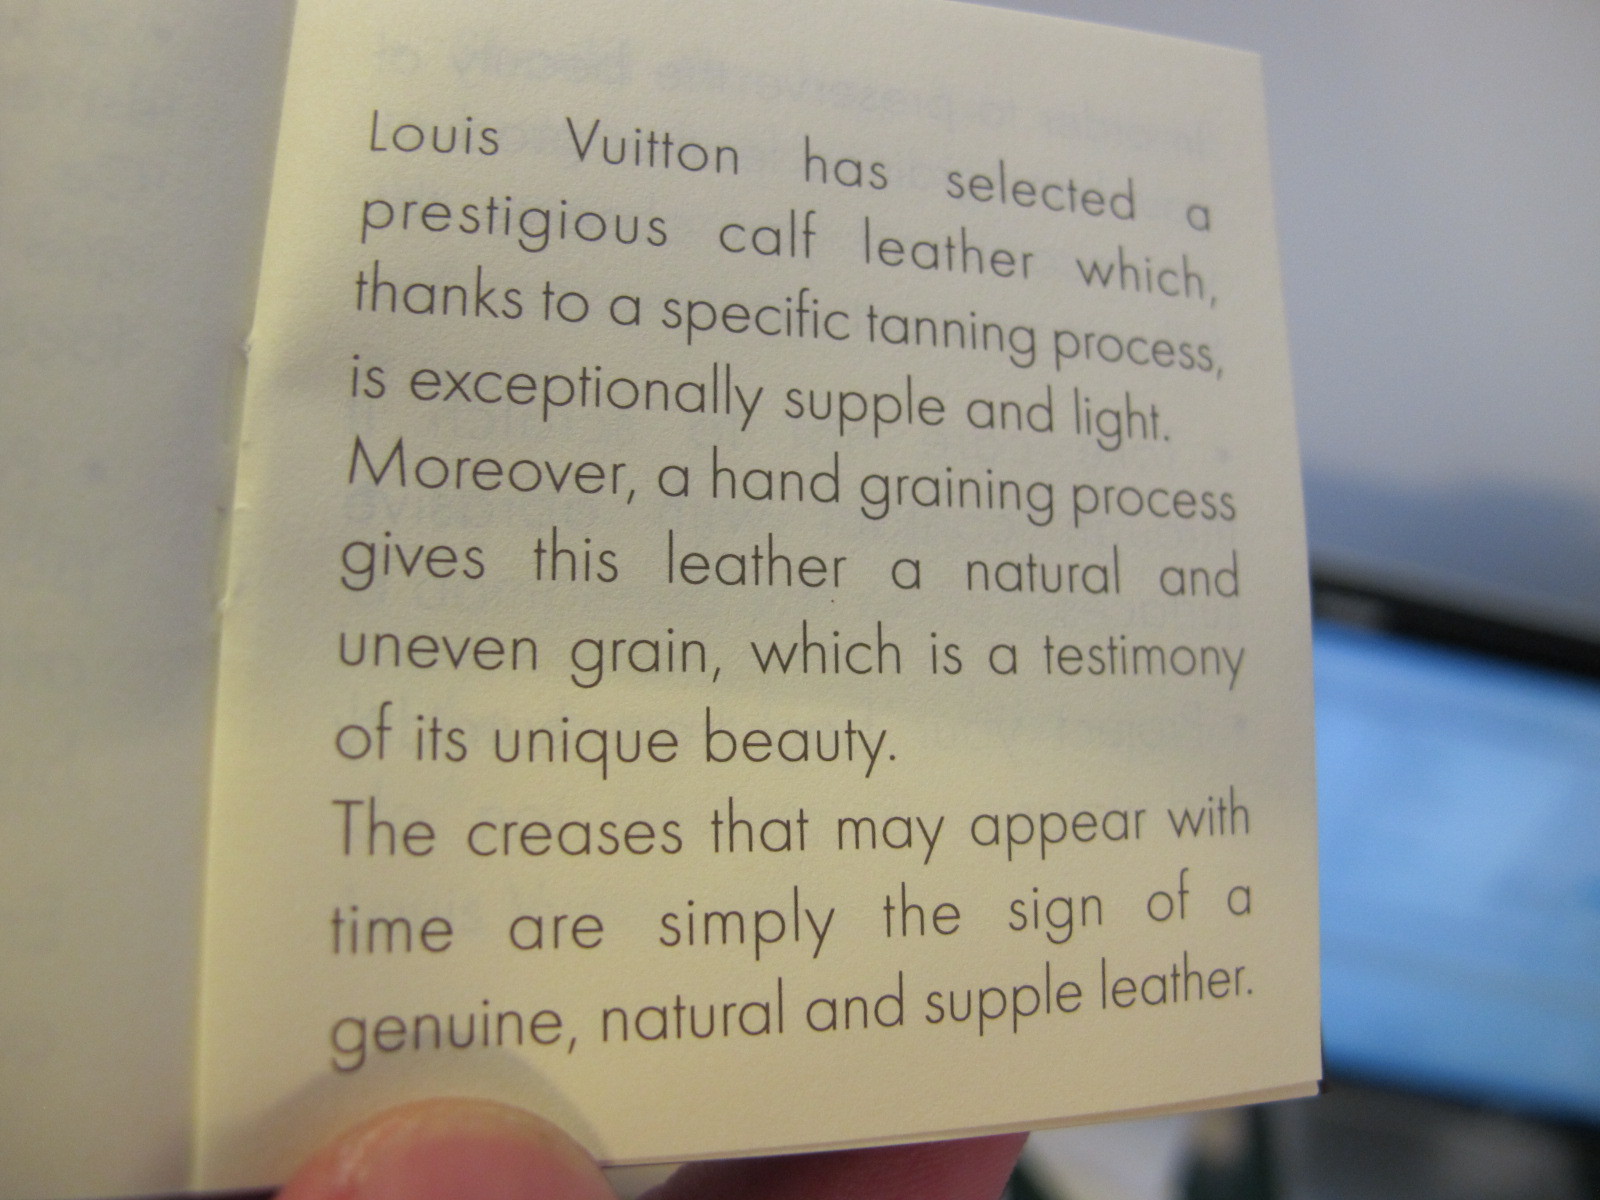 Louis Vuitton has selected a
prestigious calf leather which,
thanks to a specific tanning process,
is exceptionally supple and light.
Moreover, a hand graining process
gives this leather a natural and
uneven grain, which is a testimony
of its unique beauty.
The creases that may appear with
time are simply the sign of a
genuine, natural and supple leather.